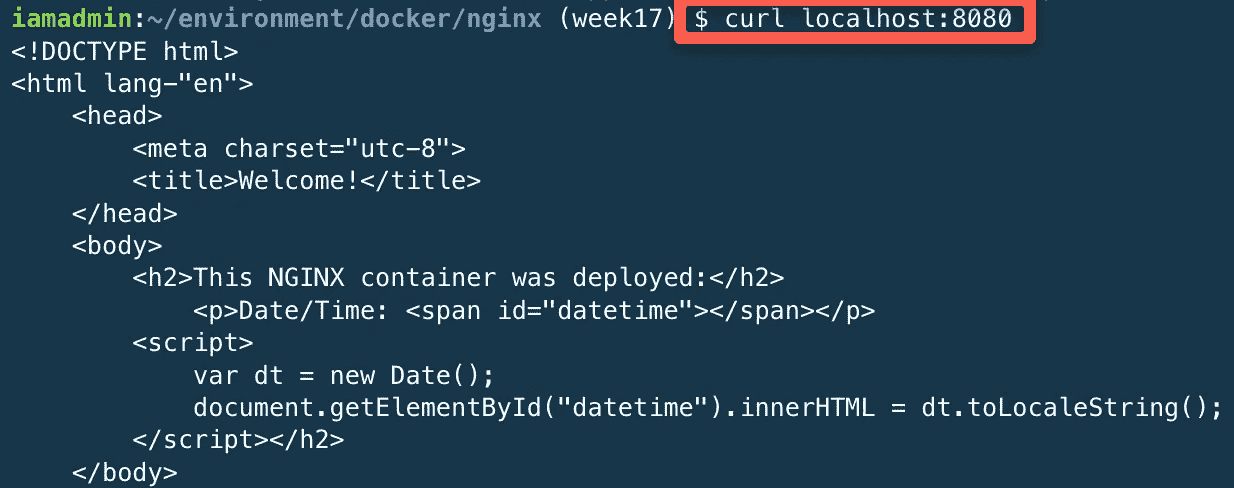 iamadmin:~/environment/docker/nginx (week17) $ curl localhost:8080
<!DOCTYPE html>
<html lang-"en">
    <head>
        <meta charset="utc-8">
        <title>Welcome!</title>
    </head>
    <body>
        <h2>This NGINX container was deployed:</h2>
            <p>Date/Time: <span id="datetime"></span></p>
        <script>
            var dt = new Date();
            document.getElementById("datetime").innerHTML = dt.toLocaleString();
        </script></h2>
    </body>